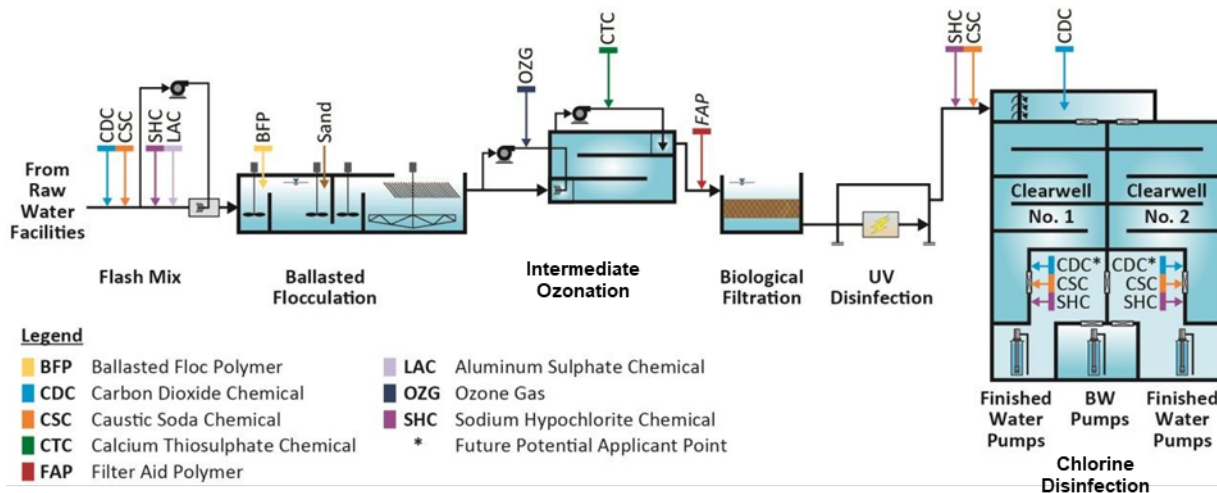 SHC
CSC
CDC
CTC
OZG
FAP
CDC
CSC
SHC
LAC
BFP
Sand
From
Raw
Water
Facilities
Clearwell
No. 1
Clearwell
No. 2
CDC*
CSC
SHC
CDC*
CSC
SHC
Flash Mix
Ballasted
Flocculation
Intermediate
Ozonation
Biological
Filtration
UV
Disinfection
Finished
Water
Pumps
BW
Pumps
Finished
Water
Pumps
Chlorine
Disinfection
Legend
BFP Ballasted Floc Polymer
CDC Carbon Dioxide Chemical
CSC Caustic Soda Chemical
CTC Calcium Thiosulphate Chemical
FAP Filter Aid Polymer
LAC Aluminum Sulphate Chemical
OZG Ozone Gas
SHC Sodium Hypochlorite Chemical
* Future Potential Applicant Point